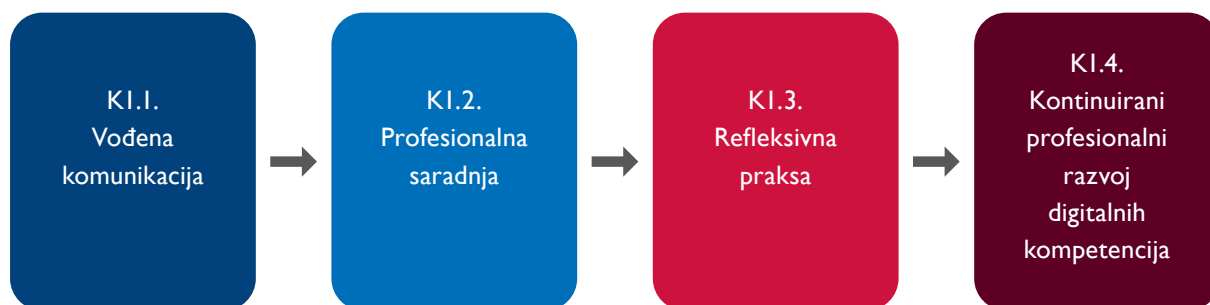 K1.1.
Vođena
komunikacija
K1.2.
Profesionalna
saradnja
K1.3.
Refleksivna
praksa
K1.4.
Kontinuirani
profesionalni
razvoj
digitalnih
kompetencija